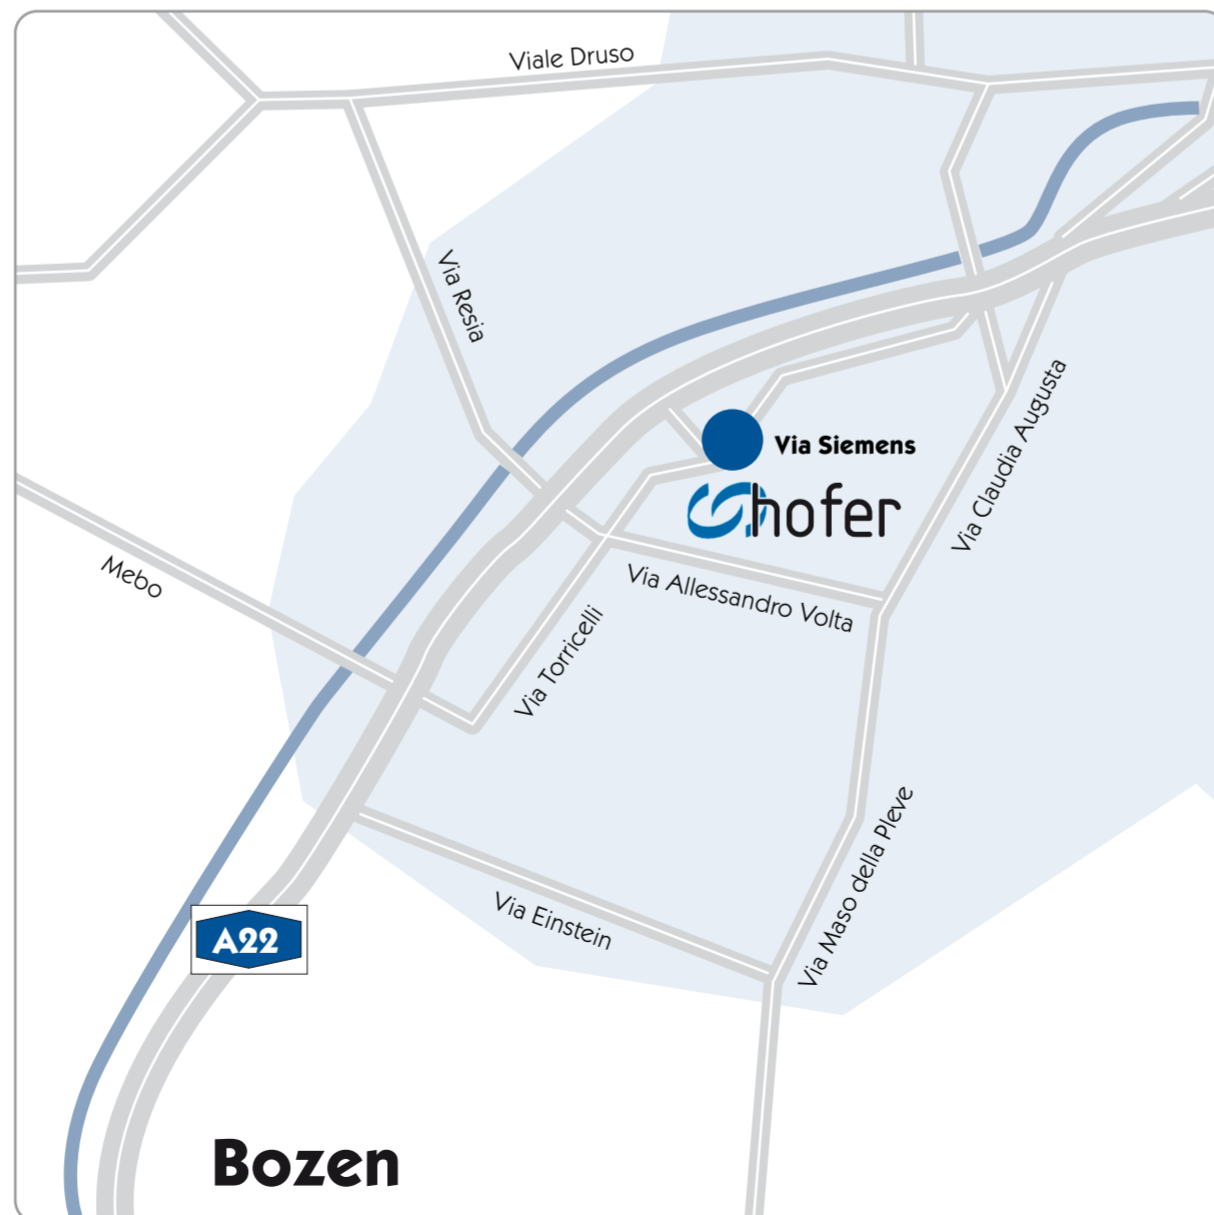 Viale Druso
Via Resia
Via Siemens
hofer
Via Claudia Augusta
Mebo
Via Allessandro Volta
Via Torricelli
Via Maso della Pleve
Via Einstein
A22
Bozen